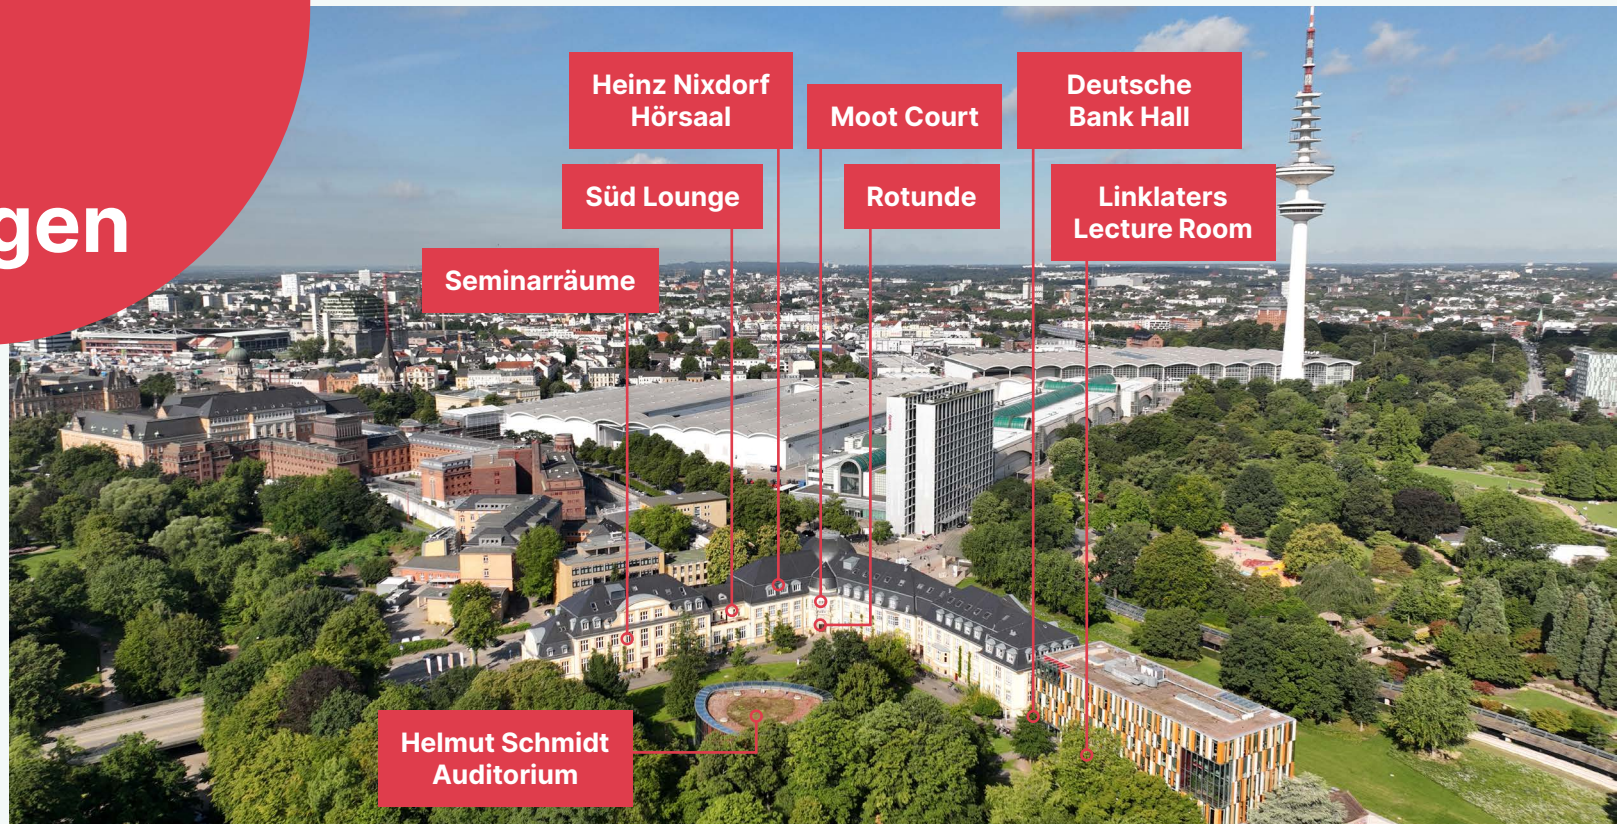 gen
Heinz Nixdorf
Hörsaal
Moot Court
Deutsche
Bank Hall
Süd Lounge
Rotunde
Linklaters
Lecture Room
Seminarräume
Helmut Schmidt
Auditorium